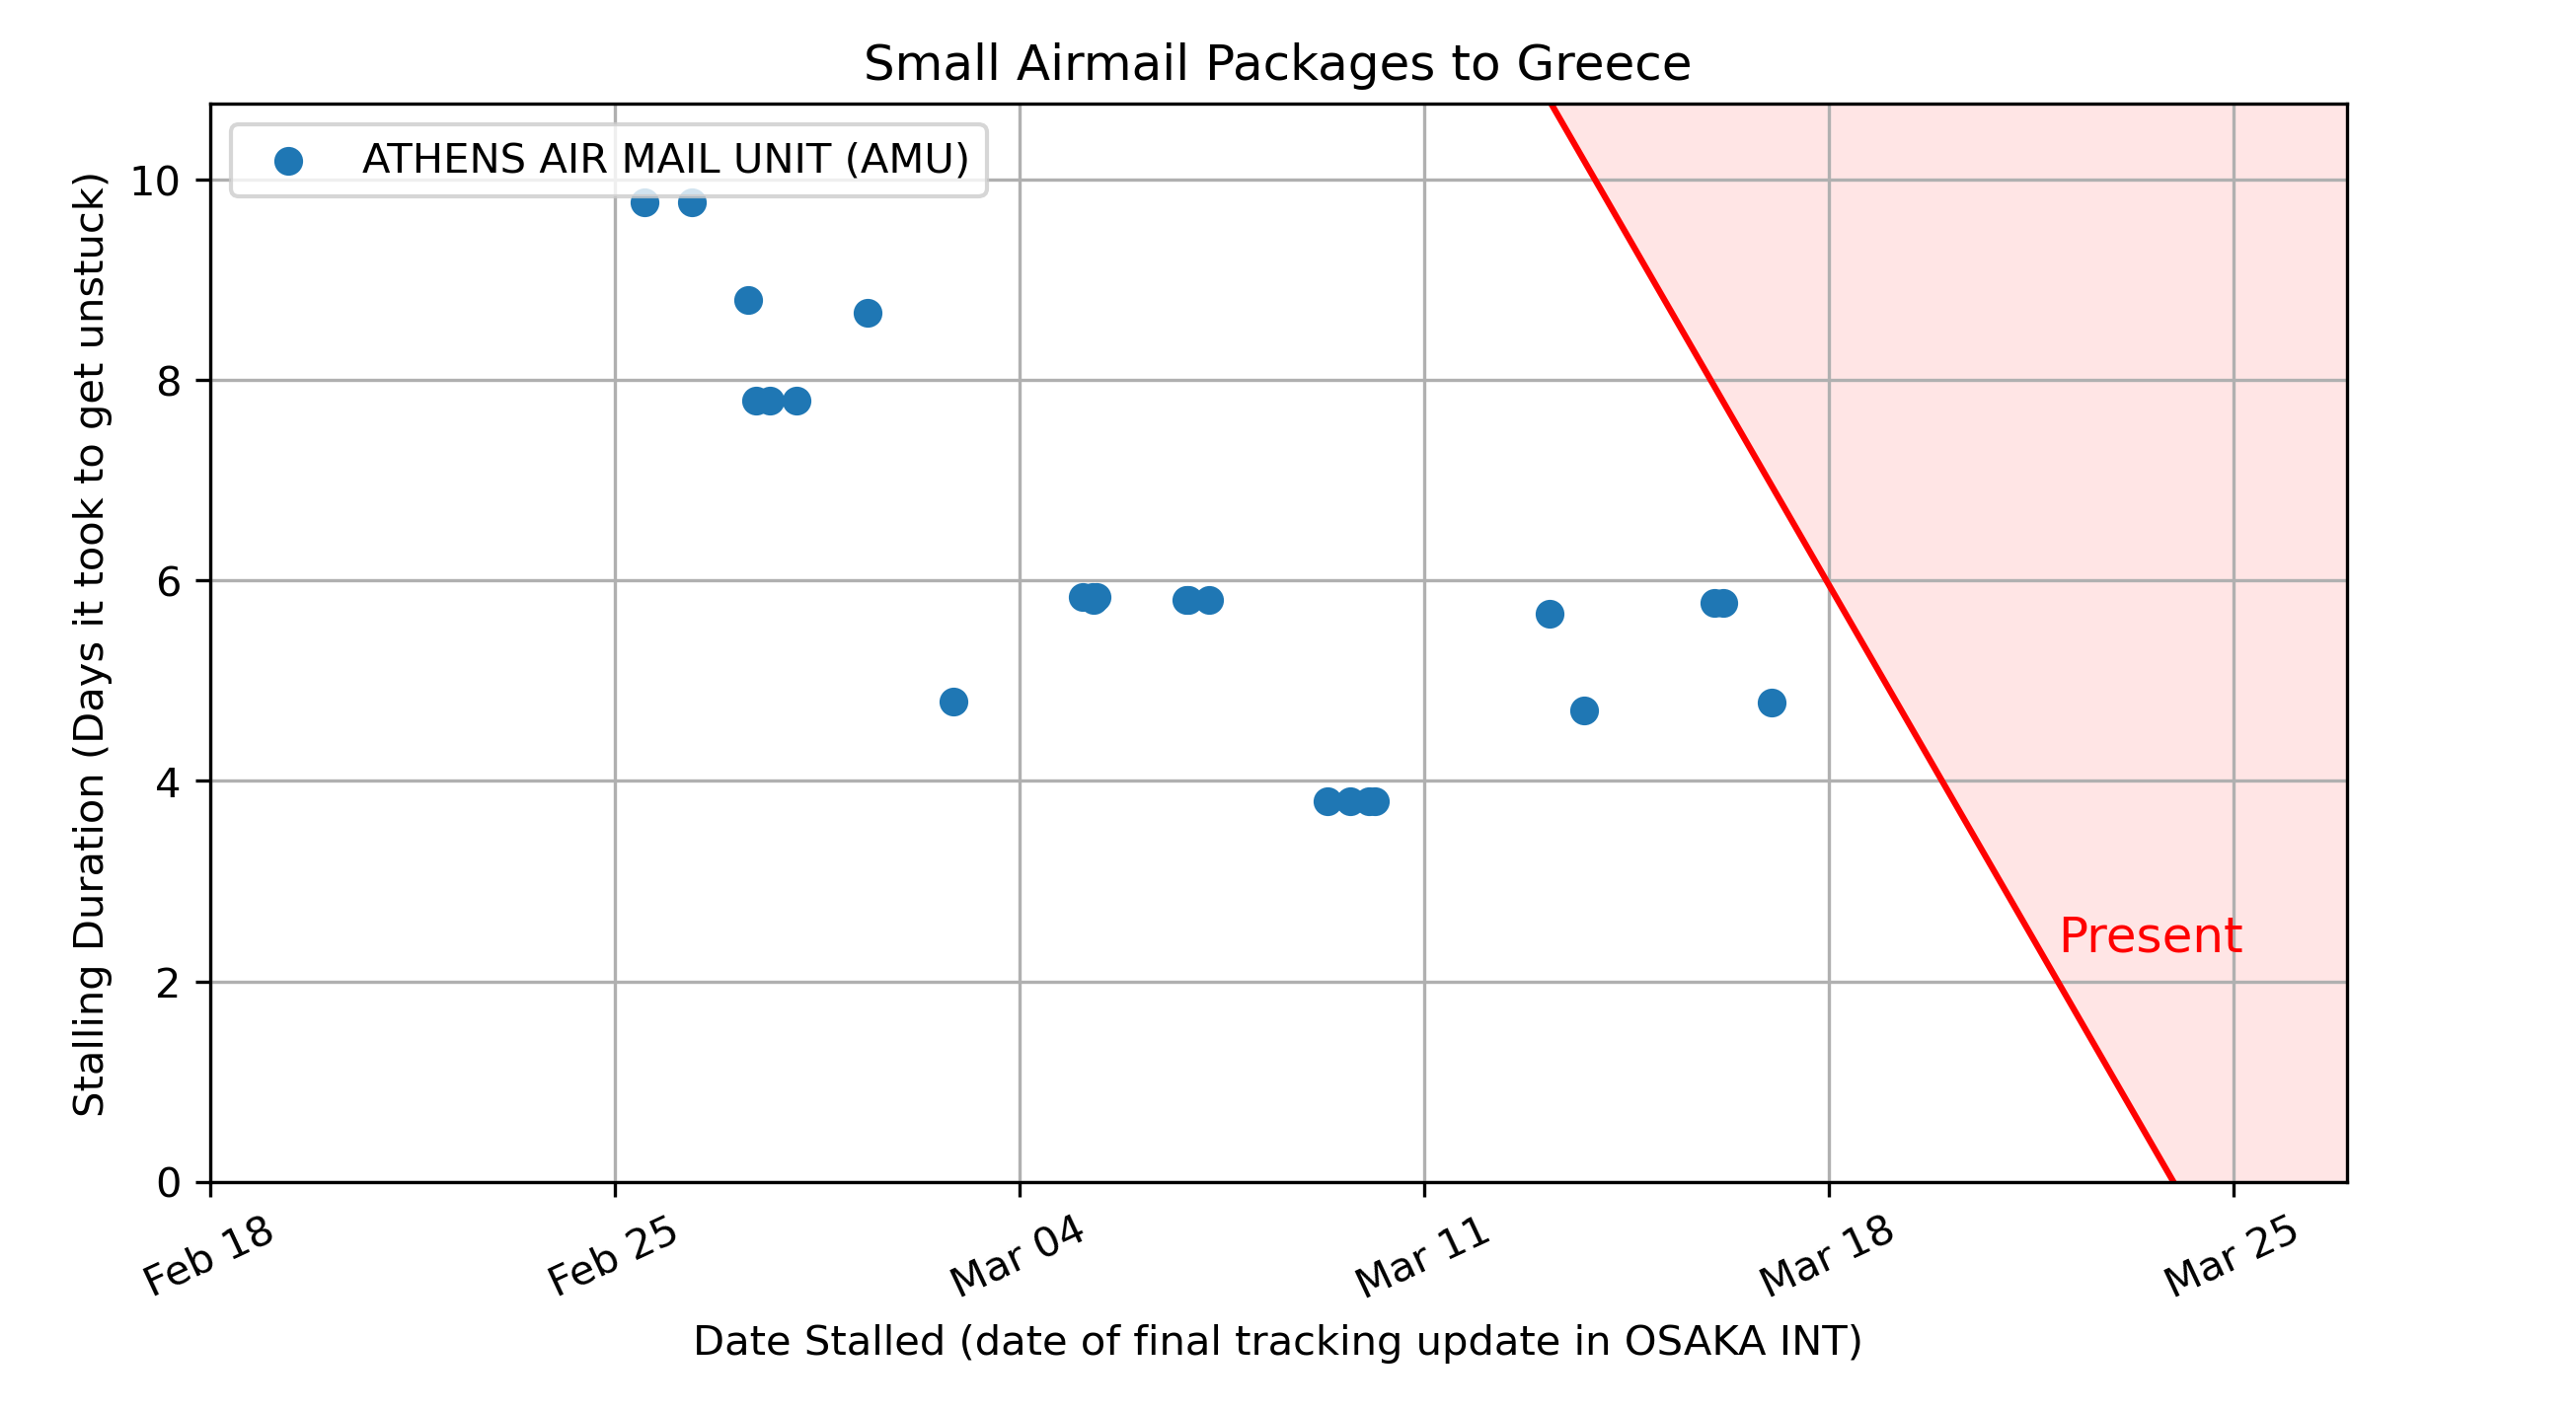 Small Airmail Packages to Greece
ATHENS AIR MAIL UNIT (AMU)
Stalling Duration (Days it took to get unstuck)
10
8
6
4
2
0
Present
Feb 18
Feb 25
Mar 04
Mar 11
Mar 18
Mar 25
Date Stalled (date of final tracking update in OSAKA INT)